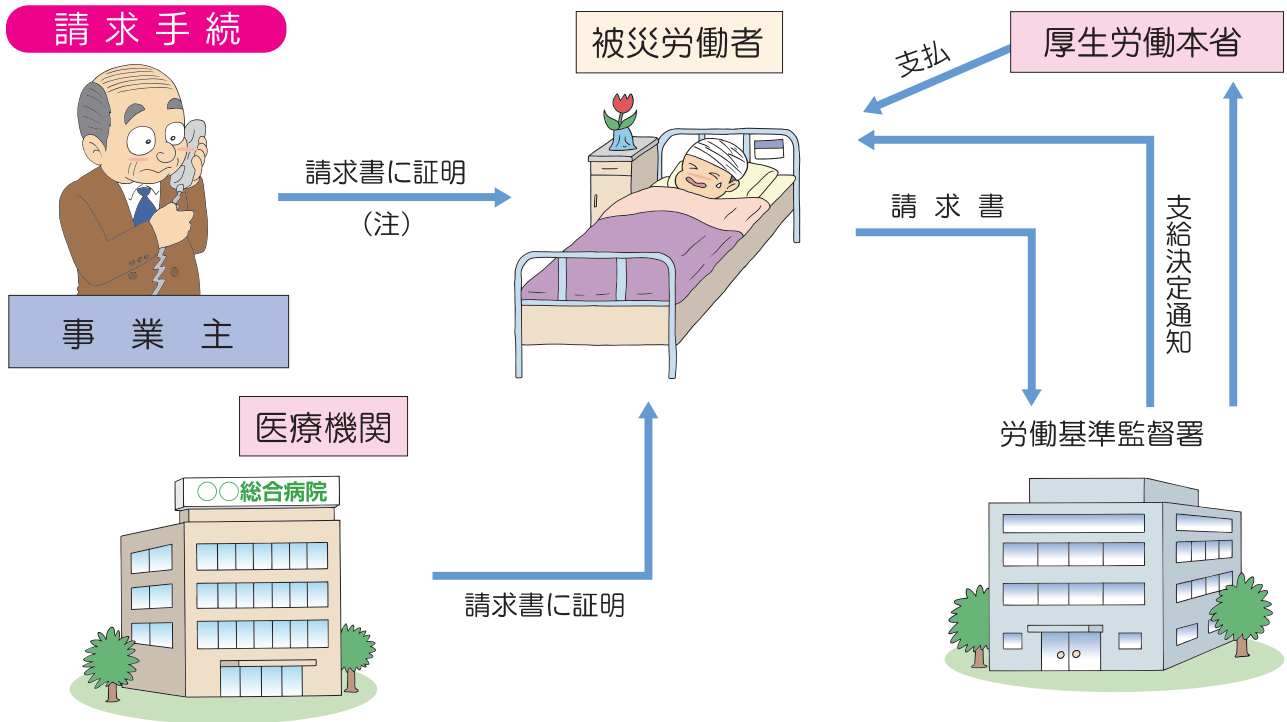 請求手続
被災労働者
厚生労働本省
支払
請求書に証明
(注)
請求書
支給決定通知
事業主
医療機関
労働基準監督署
○○総合病院
請求書に証明